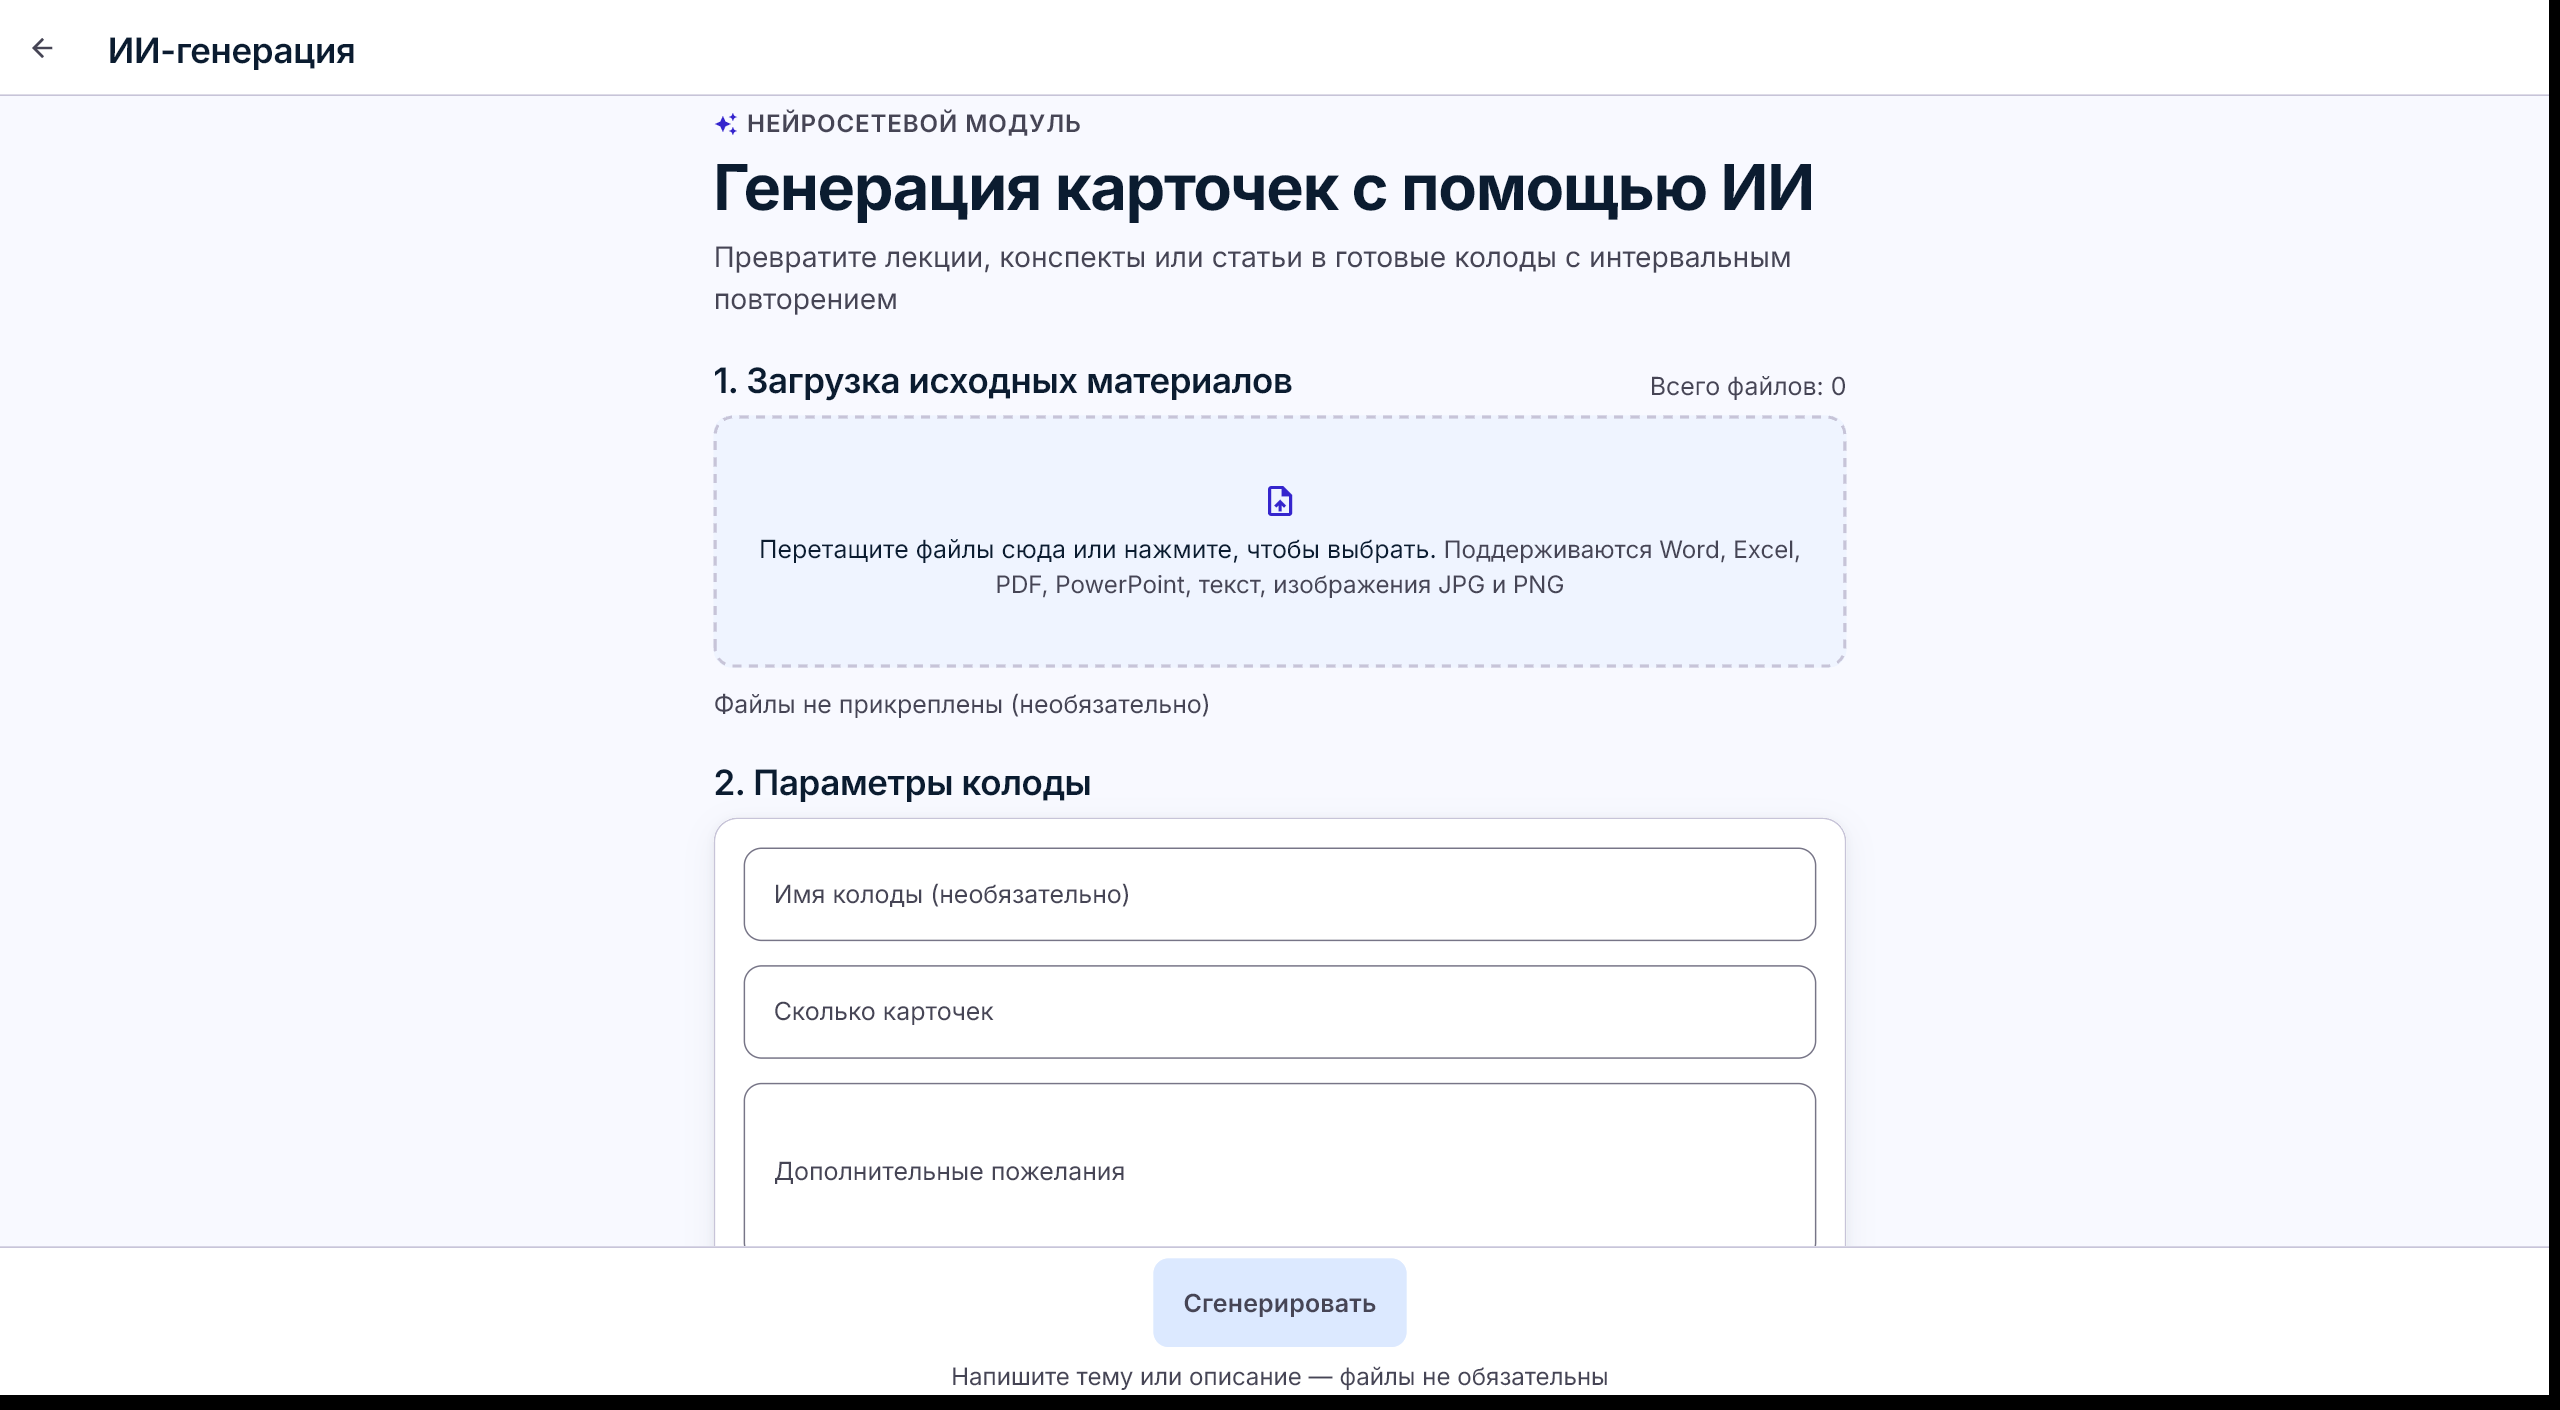 ИИ-генерация
НЕЙРОСЕТЕВОЙ МОДУЛЬ
Генерация карточек с помощью ИИ
Превратите лекции, конспекты или статьи в готовые колоды с интервальным
повторением
1. Загрузка исходных материалов
Всего файлов: 0
Перетащите файлы сюда или нажмите, чтобы выбрать. Поддерживаются Word, Excel,
PDF, PowerPoint, текст, изображения JPG и PNG
Файлы не прикреплены (необязательно)
2. Параметры колоды
Имя колоды (необязательно)
Сколько карточек
Дополнительные пожелания
Сгенерировать
Напишите тему или описание — файлы не обязательны